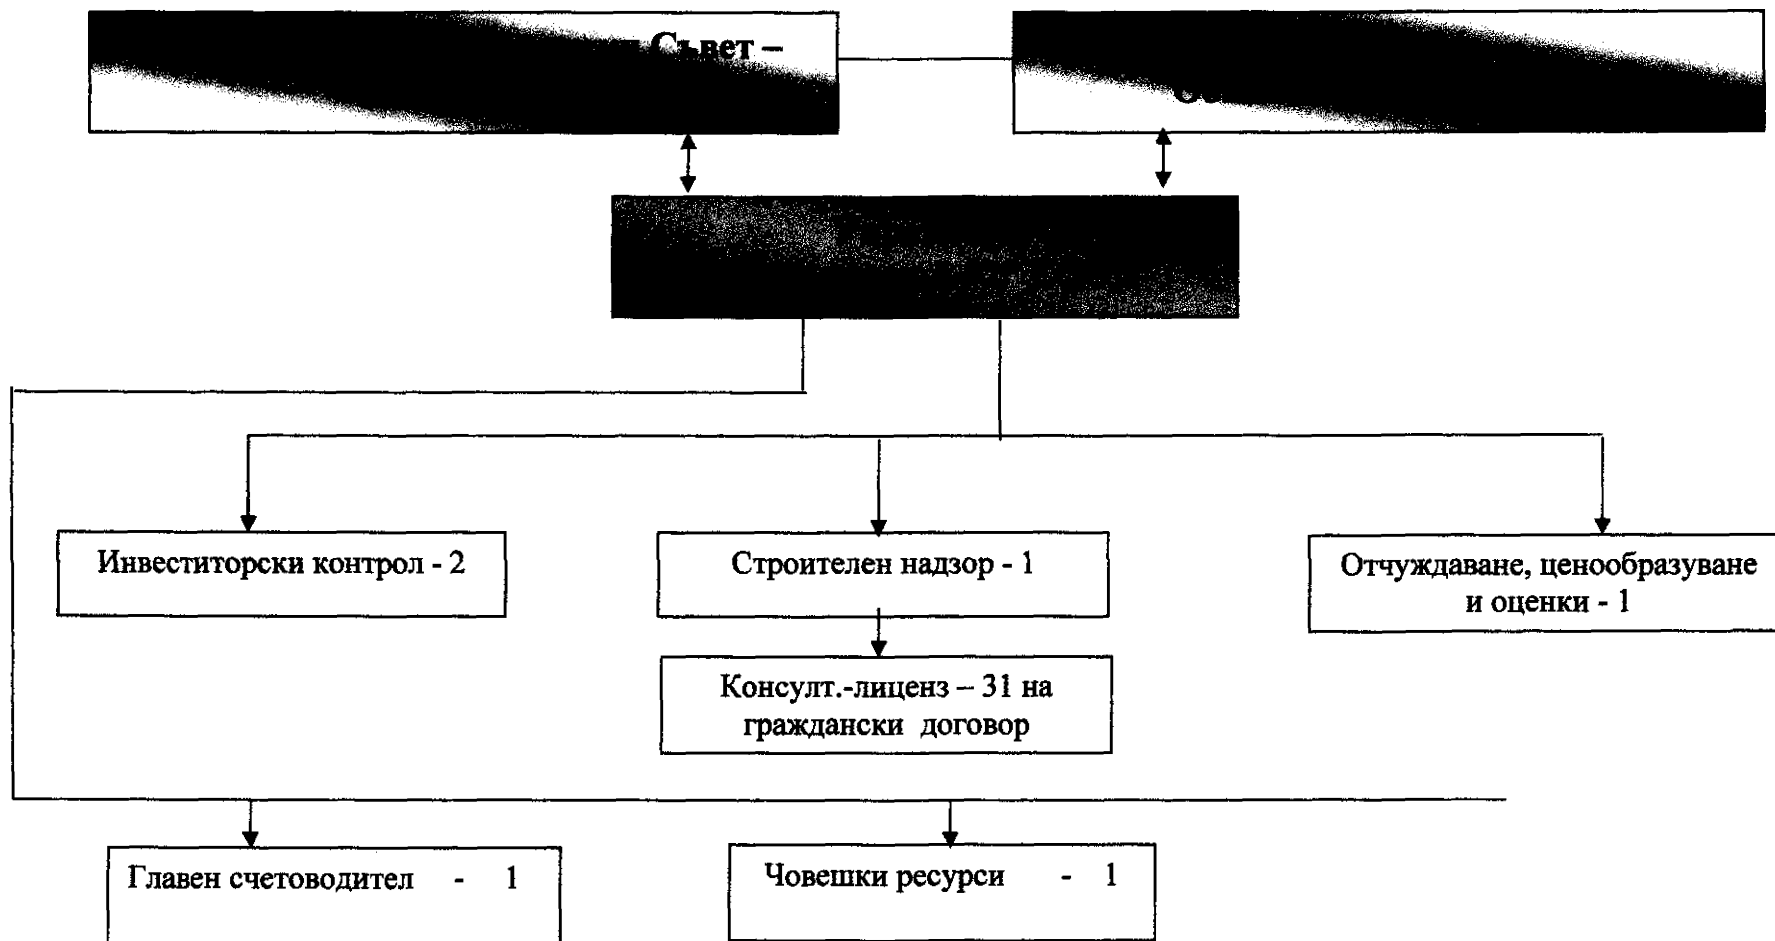 Съвет –
Инвеститорски контрол - 2
Строителен надзор - 1
Отчуждаване, ценообразуване
и оценки - 1
Консулт.-лиценз – 31 на
граждански договор
Главен счетоводител - 1
Човешки ресурси - 1